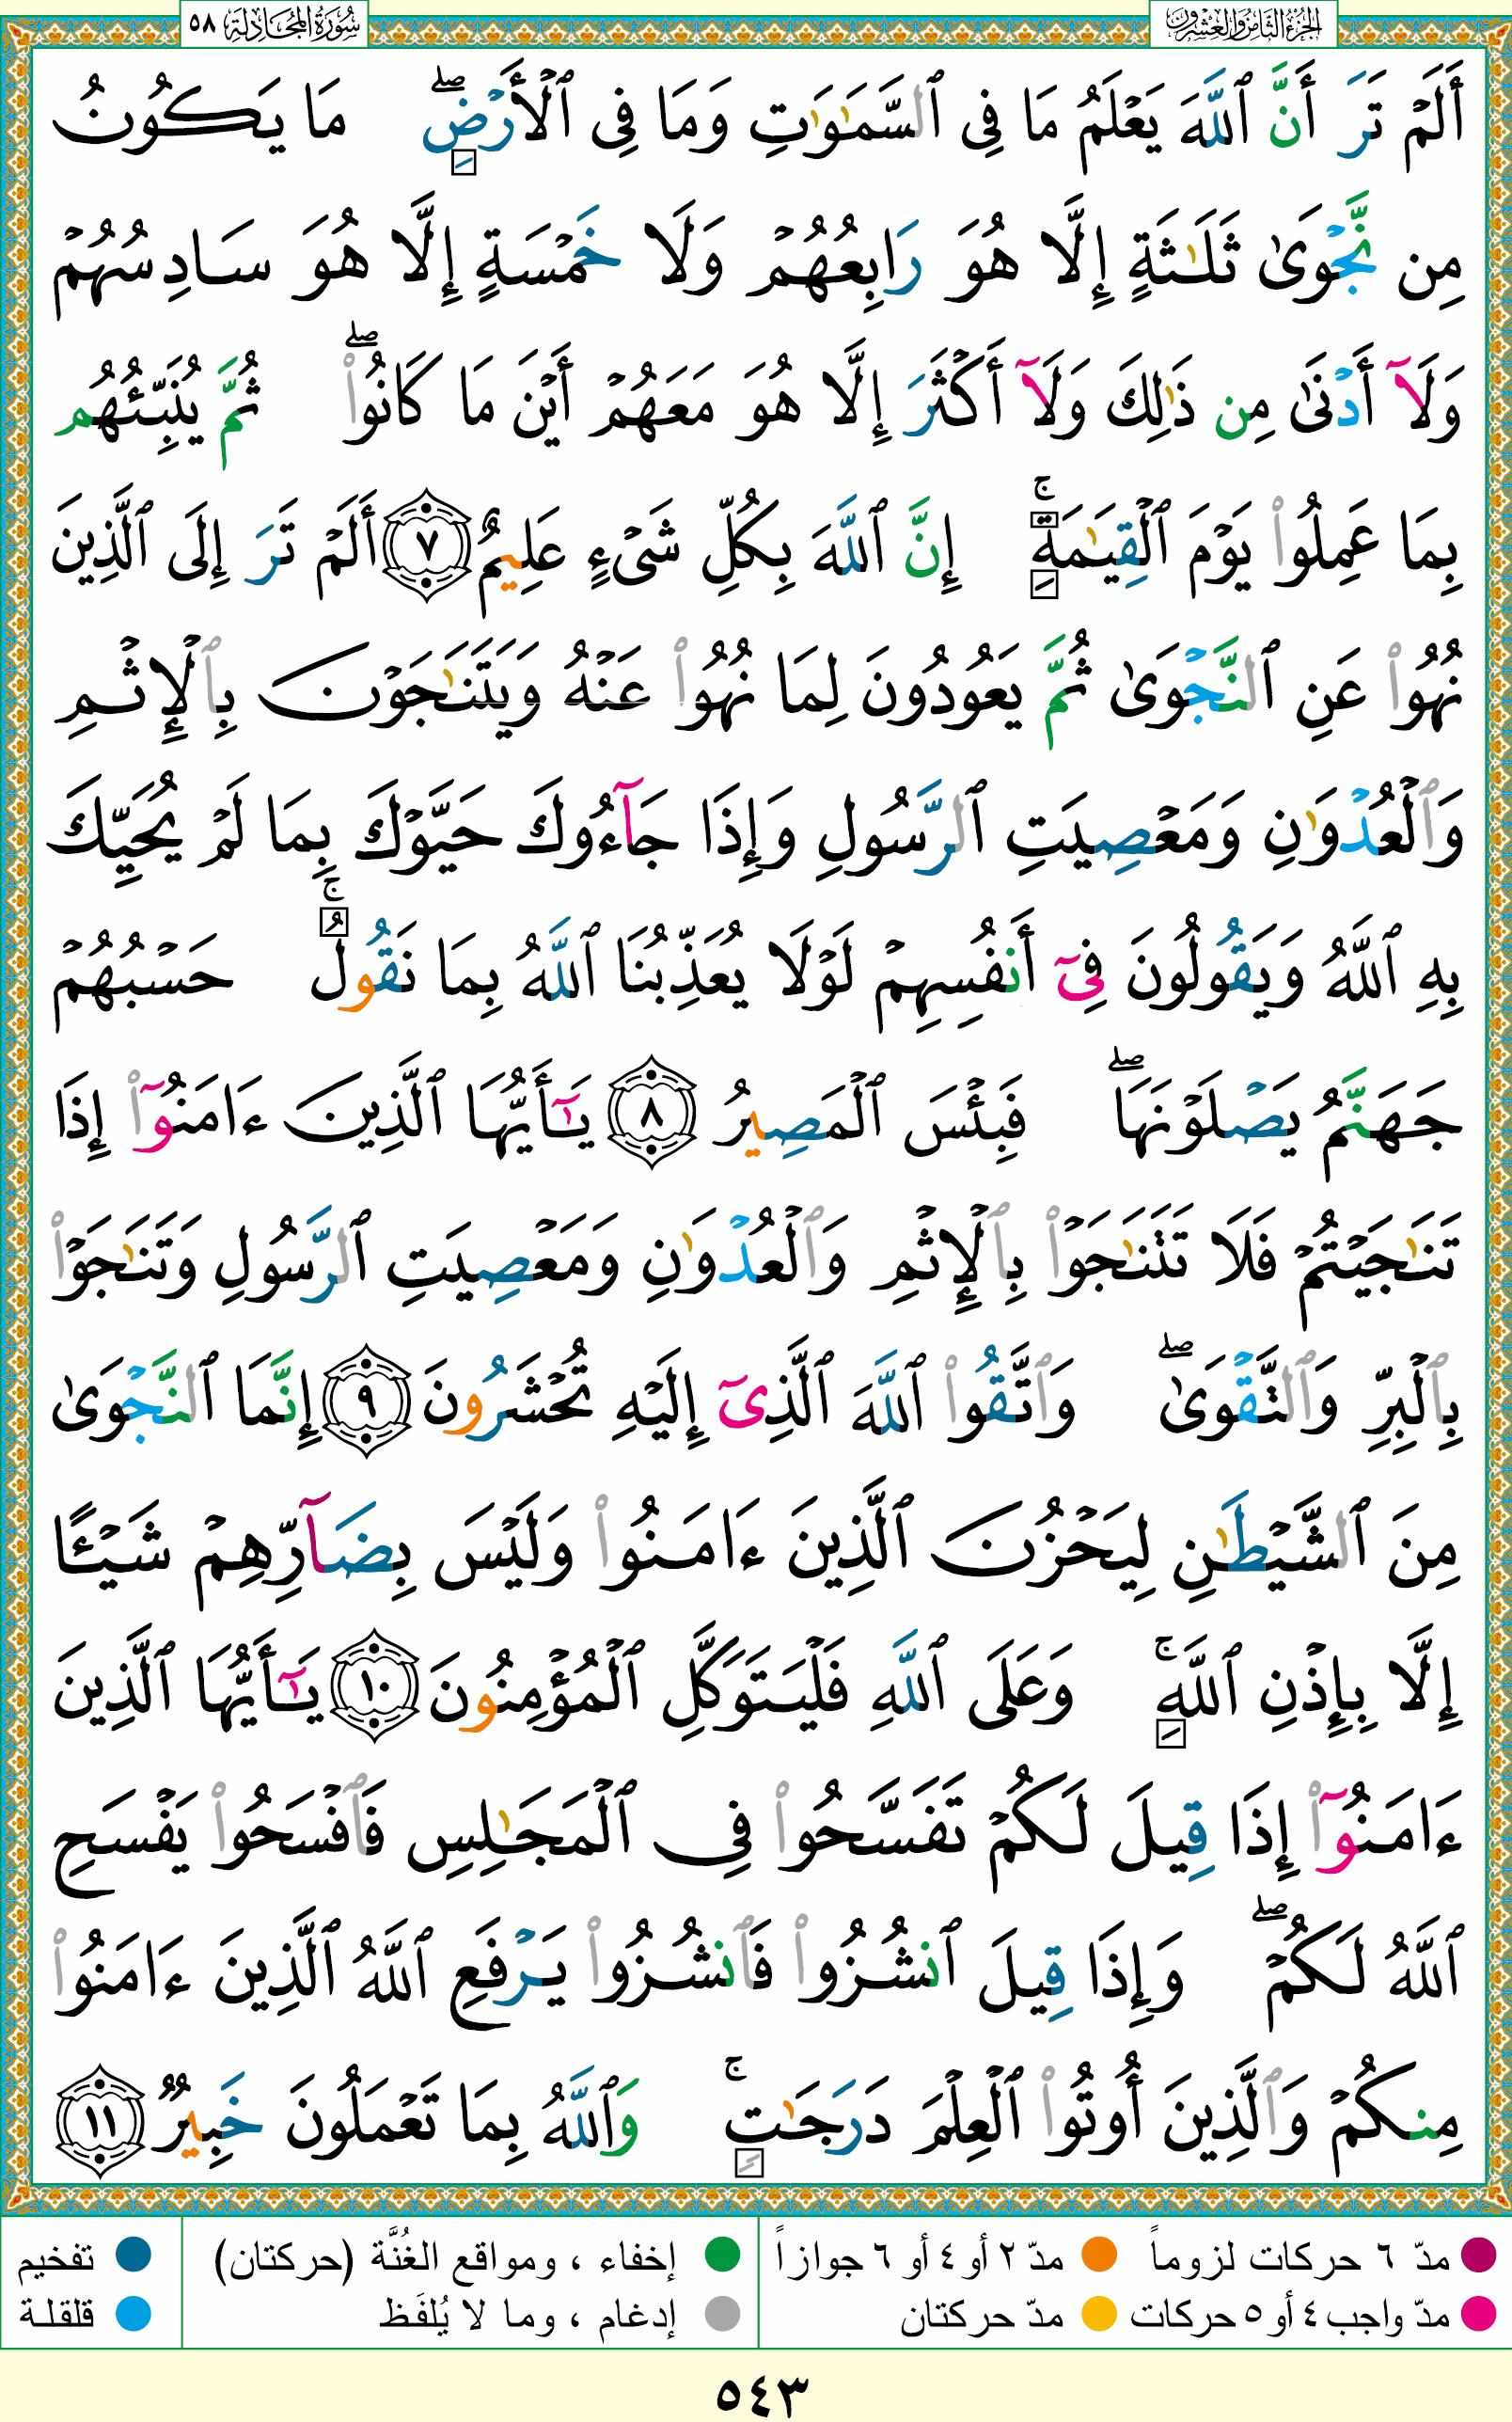 الجزء الثامن والعشرون
سورة المجادلة ٥٨
أَلَمْ تَرَ أَنَّ ٱللَّهَ يَعْلَمُ مَا فِى ٱلسَّمَٰوَٰتِ وَمَا فِى ٱلْأَرْضِ ۖ مَا يَكُونُ
مِن نَّجْوَىٰ ثَلَٰثَةٍ إِلَّا هُوَ رَابِعُهُمْ وَلَا خَمْسَةٍ إِلَّا هُوَ سَادِسُهُمْ
وَلَآ أَدْنَىٰ مِن ذَٰلِكَ وَلَآ أَكْثَرَ إِلَّا هُوَ مَعَهُمْ أَيْنَ مَا كَانُوا۟ ۖ ثُمَّ يُنَبِّئُهُم
بِمَا عَمِلُوا۟ يَوْمَ ٱلْقِيَٰمَةِ ۚ إِنَّ ٱللَّهَ بِكُلِّ شَىْءٍ عَلِيمٌ ٧ أَلَمْ تَرَ إِلَى ٱلَّذِينَ
نُهُوا۟ عَنِ ٱلنَّجْوَىٰ ثُمَّ يَعُودُونَ لِمَا نُهُوا۟ عَنْهُ وَيَتَنَٰجَوْنَ بِٱلْإِثْمِ
وَٱلْعُدْوَٰنِ وَمَعْصِيَتِ ٱلرَّسُولِ وَإِذَا جَآءُوكَ حَيَّوْكَ بِمَا لَمْ يُحَيِّكَ
بِهِ ٱللَّهُ وَيَقُولُونَ فِىٓ أَنفُسِهِمْ لَوْلَا يُعَذِّبُنَا ٱللَّهُ بِمَا نَقُولُ ۚ حَسْبُهُمْ
جَهَنَّمُ يَصْلَوْنَهَا ۖ فَبِئْسَ ٱلْمَصِيرُ ٨ يَٰٓأَيُّهَا ٱلَّذِينَ ءَامَنُوٓا۟ إِذَا
تَنَٰجَيْتُمْ فَلَا تَتَنَٰجَوْا۟ بِٱلْإِثْمِ وَٱلْعُدْوَٰنِ وَمَعْصِيَتِ ٱلرَّسُولِ وَتَنَٰجَوْا۟
بِٱلْبِرِّ وَٱلتَّقْوَىٰ ۖ وَٱتَّقُوا۟ ٱللَّهَ ٱلَّذِىٓ إِلَيْهِ تُحْشَرُونَ ٩ إِنَّمَا ٱلنَّجْوَىٰ
مِنَ ٱلشَّيْطَٰنِ لِيَحْزُنَ ٱلَّذِينَ ءَامَنُوا۟ وَلَيْسَ بِضَآرِّهِمْ شَيْـًٔا
إِلَّا بِإِذْنِ ٱللَّهِ ۚ وَعَلَى ٱللَّهِ فَلْيَتَوَكَّلِ ٱلْمُؤْمِنُونَ ١٠ يَٰٓأَيُّهَا ٱلَّذِينَ
ءَامَنُوٓا۟ إِذَا قِيلَ لَكُمْ تَفَسَّحُوا۟ فِى ٱلْمَجَٰلِسِ فَٱفْسَحُوا۟ يَفْسَحِ
ٱللَّهُ لَكُمْ ۖ وَإِذَا قِيلَ ٱنشُزُوا۟ فَٱنشُزُوا۟ يَرْفَعِ ٱللَّهُ ٱلَّذِينَ ءَامَنُوا۟
مِنكُمْ وَٱلَّذِينَ أُوتُوا۟ ٱلْعِلْمَ دَرَجَٰتٍ ۚ وَٱللَّهُ بِمَا تَعْمَلُونَ خَبِيرٌ ١١
مدّ ٦ حركات لزوماً مدّ ٢ أو ٤ أو ٦ جوازاً إخفاء ، ومواقع الغُنَّة (حركتان) تفخيم
مدّ واجب ٤ أو ٥ حركات مدّ حركتان إدغام ، وما لا يُلفَظ قلقلة
٥٤٣